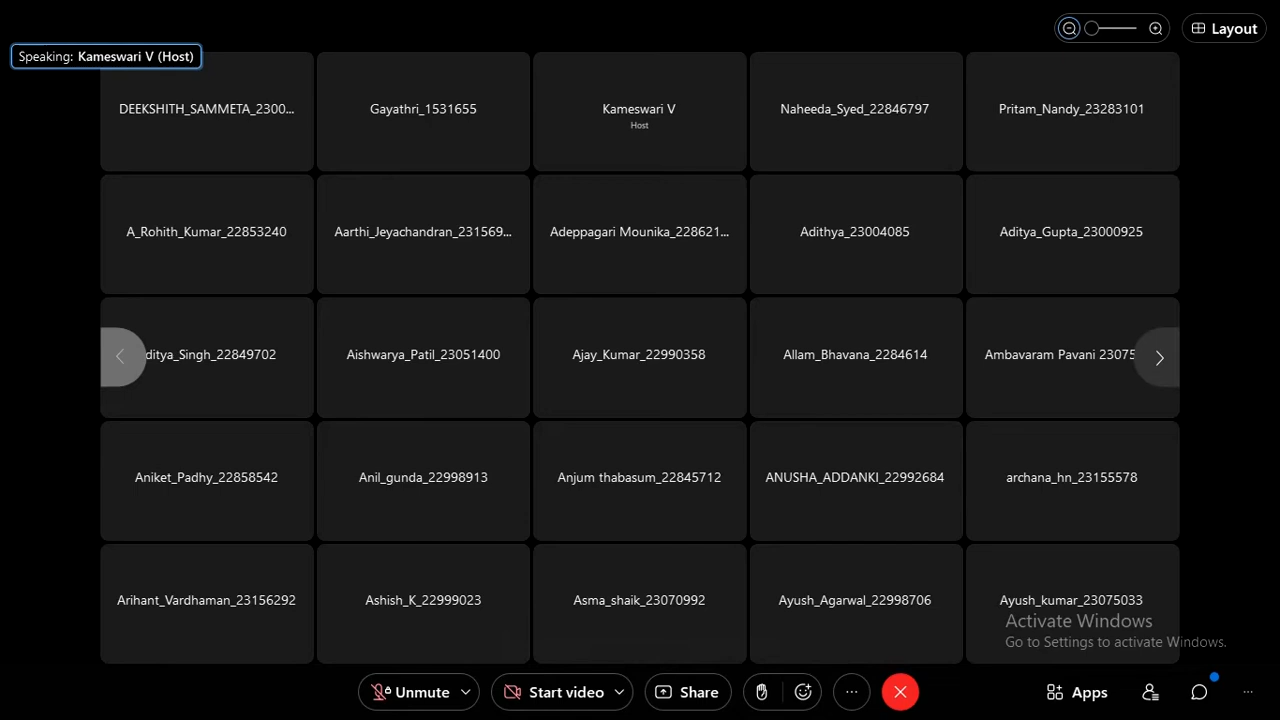 Layout
Speaking: Kameswari V (Host)
DEEKSHITH_SAMMETA_2300...
Gayathri_1531655
Kameswari V
Host
Naheeda_Syed_22846797
Pritam_Nandy_23283101
A_Rohith_Kumar_22853240
Aarthi_Jeyachandran_231569...
Adeppagari Mounika_228621...
Adithya_23004085
Aditya_Gupta_23000925
ditya_Singh_22849702
Aishwarya_Patil_23051400
Ajay_Kumar_22990358
Allam_Bhavana_2284614
Ambavaram Pavani 23075
Aniket_Padhy_22858542
Anil_gunda_22998913
Anjum thabasum_22845712
ANUSHA_ADDANKI_22992684
archana_hn_23155578
Arihant_Vardhaman_23156292
Ashish_K_22999023
Asma_shaik_23070992
Ayush_Agarwal_22998706
Ayush_kumar_23075033
Activate Windows
Go to Settings to activate Windows.
Unmute
Start video
Share
Apps